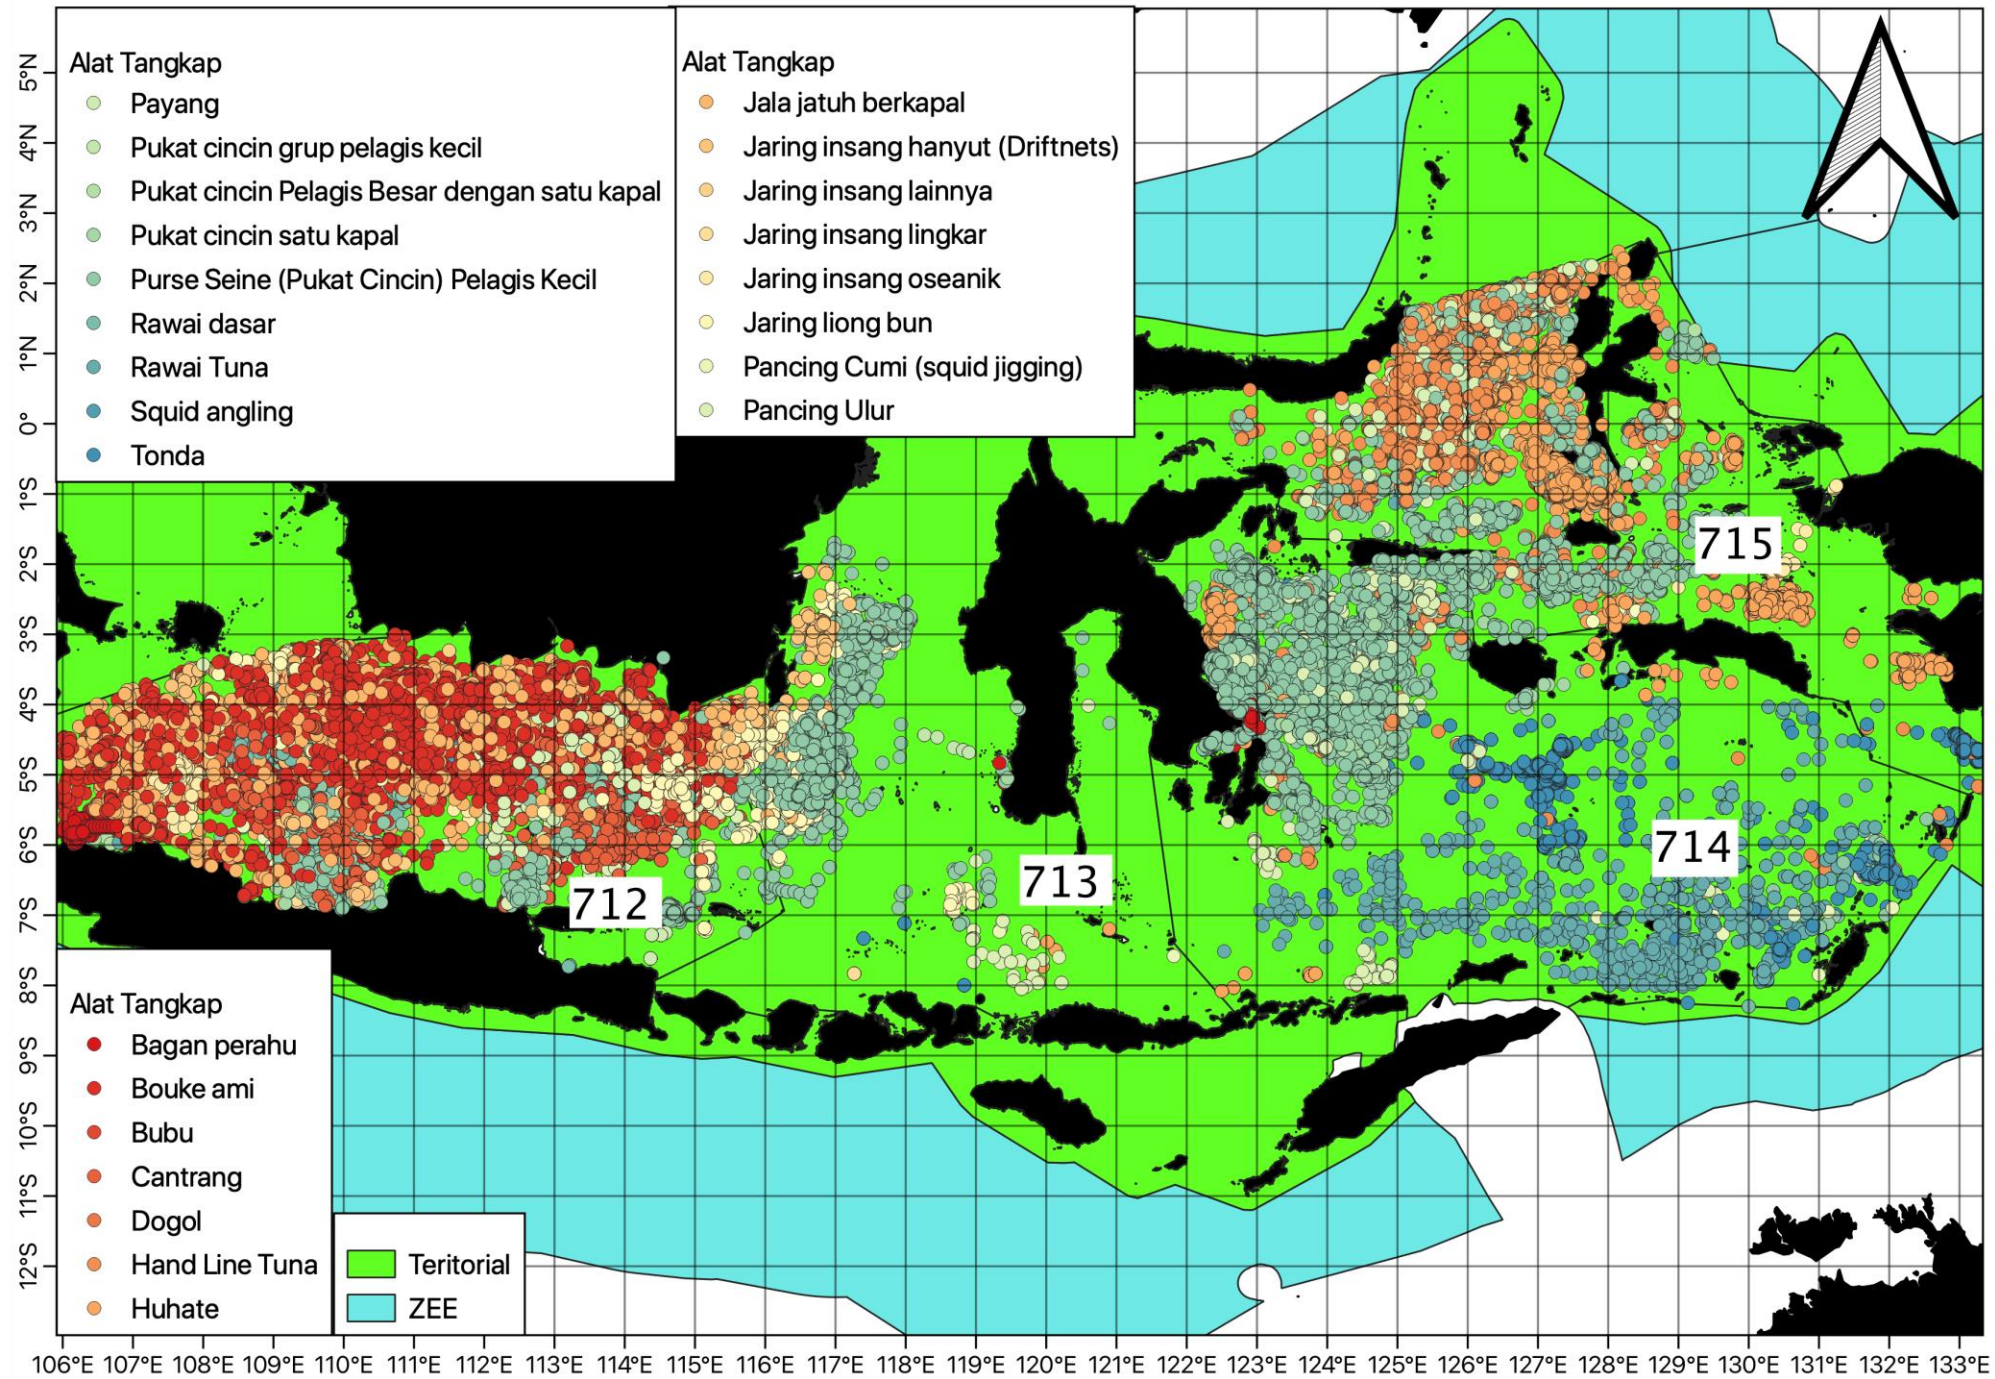 Alat Tangkap
Payang
Pukat cincin grup pelagis kecil
Pukat cincin Pelagis Besar dengan satu kapal
Pukat cincin satu kapal
Purse Seine (Pukat Cincin) Pelagis Kecil
Rawai dasar
Rawai Tuna
Squid angling
Tonda
Alat Tangkap
Jala jatuh berkapal
Jaring insang hanyut (Driftnets)
Jaring insang lainnya
Jaring insang lingkar
Jaring insang oseanik
Jaring liong bun
Pancing Cumi (squid jigging)
Pancing Ulur
5°N
4°N
3°N
2°N
1°N
0°
1°S
2°S
3°S
4°S
5°S
6°S
7°S
8°S
9°S
10°S
11°S
12°S
715
714
713
712
Alat Tangkap
Bagan perahu
Bouke ami
Bubu
Cantrang
Dogol
Hand Line Tuna
Huhate
Teritorial
ZEE
106°E 107°E 108°E 109°E 110°E 111°E 112°E 113°E 114°E 115°E 116°E 117°E 118°E 119°E 120°E 121°E 122°E 123°E 124°E 125°E 126°E 127°E 128°E 129°E 130°E 131°E 132°E 133°E